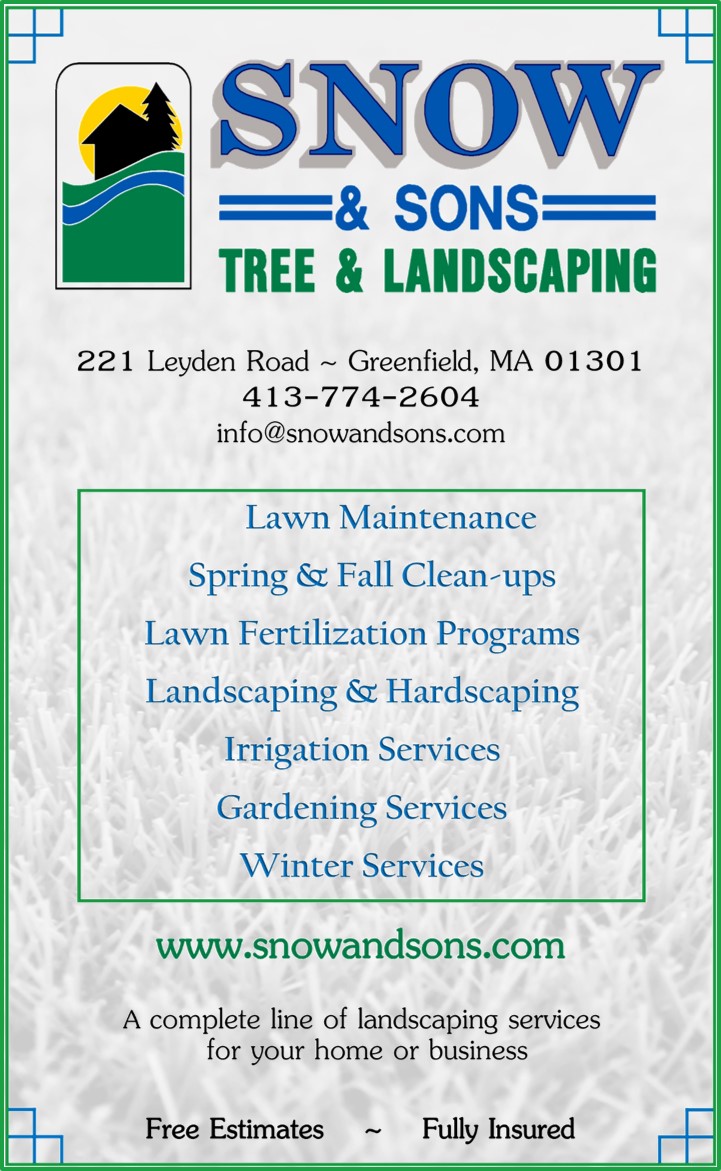 SNOW
& SONS
TREE & LANDSCAPING
221 Leyden Road ~ Greenfield, MA 01301
413-774-2604
info@snowandsons.com
Lawn Maintenance
Spring & Fall Clean-ups
Lawn Fertilization Programs
Landscaping & Hardscaping
Irrigation Services
Gardening Services
Winter Services
www.snowandsons.com
A complete line of landscaping services
for your home or business
Free Estimates ~ Fully Insured